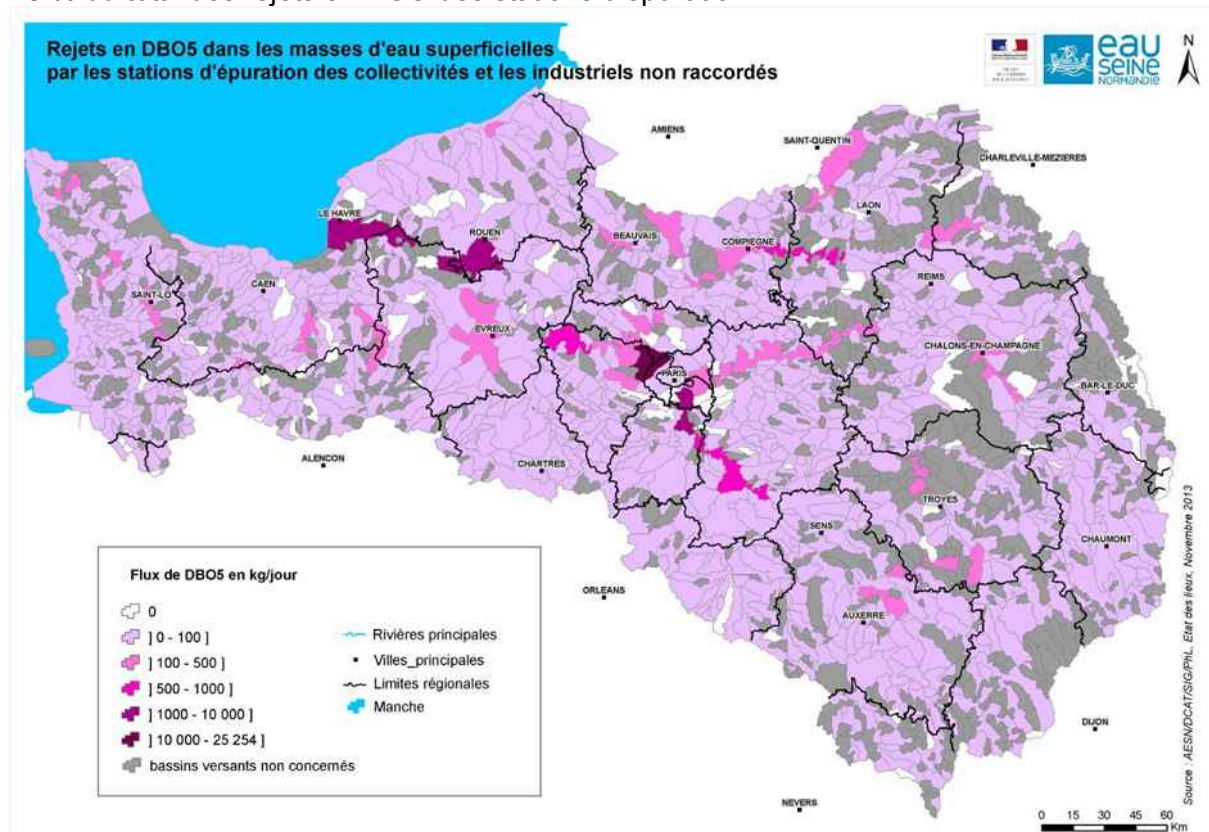 Rejets en DBO5 dans les masses d'eau superficielles
par les stations d'épuration des collectivités et les industriels non raccordés
eau
SEINE
NORMANDIE
N
AMIENS
SAINT-QUENTIN
CHARLEVILLE-MEZIERES
LAON
LE HAVRE
ROUEN
BEAUVAIS
COMPIEGNE
REIMS
CAEN
SAINT-LO
EVREUX
CHALONS-EN-CHAMPAGNE
PARIS
BAR-LE-DUC
ALENCON
CHARTRES
TROYES
SENS
CHAUMONT
ORLEANS
AUXERRE
DIJON
NEVERS
Flux de DBO5 en kg/jour
0
] 0 - 100 ]
] 100 - 500 ]
] 500 - 1000 ]
] 1000 - 10 000 ]
] 10 000 - 25 254 ]
bassins versants non concernés
Rivières principales
Villes_principales
Limites régionales
Manche
Source : AESN/DCAT/SIG/PhL, Etat des lieux, Novembre 2013
0 15 30 45 60
Km